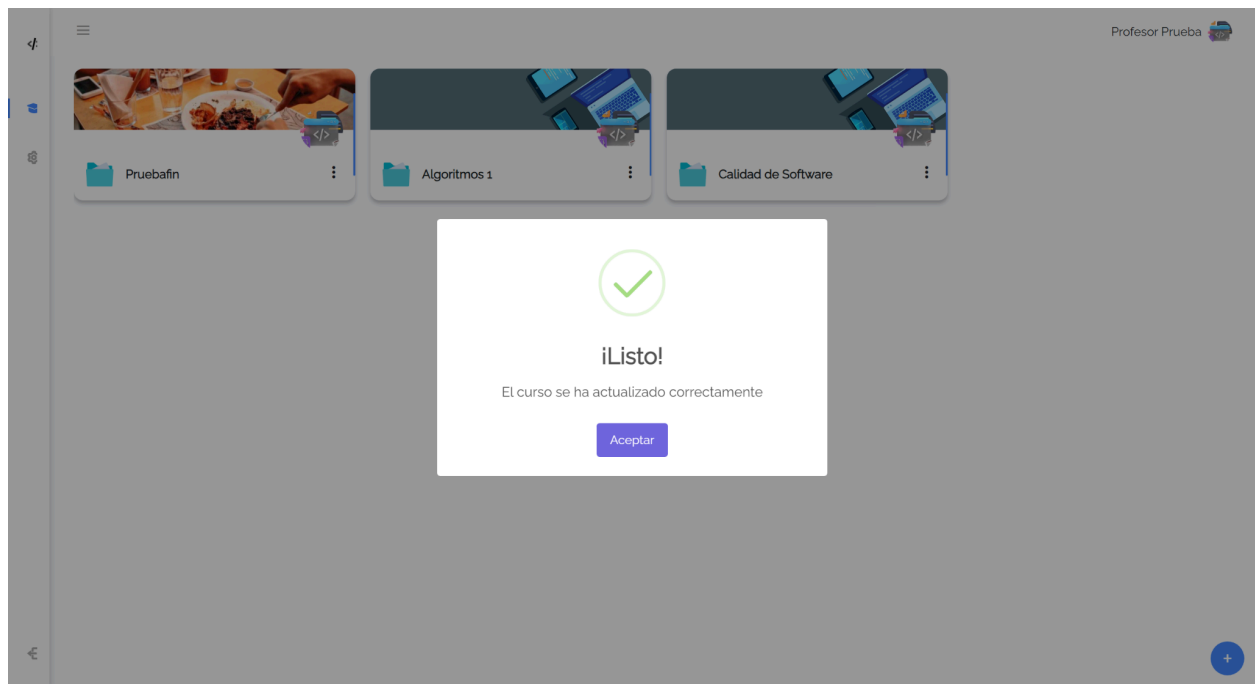 Profesor Prueba
Pruebafin
Algoritmos 1
Calidad de Software
¡Listo!
El curso se ha actualizado correctamente
Aceptar